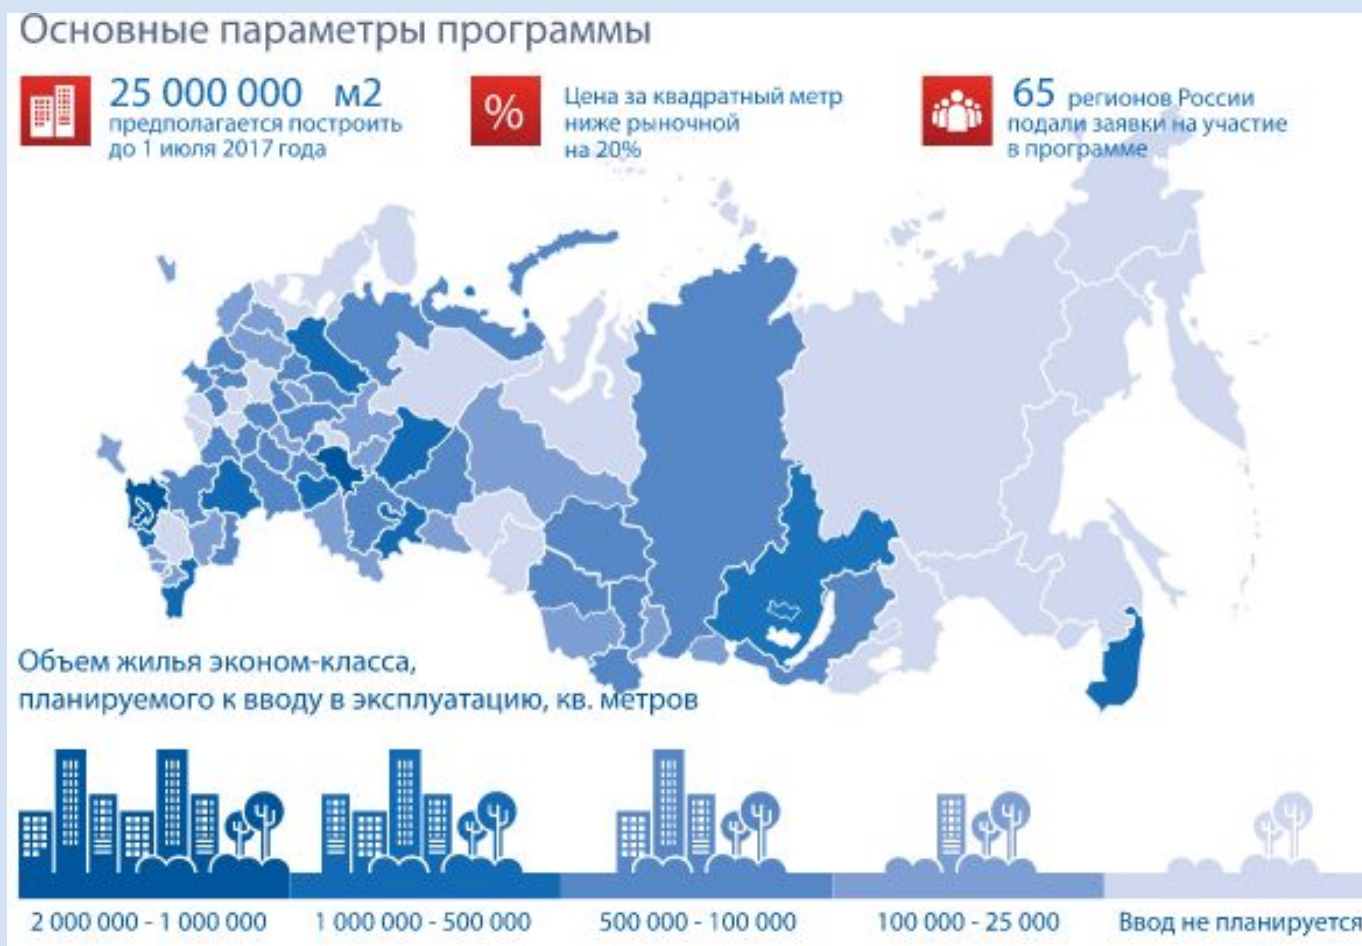 Основные параметры программы
25 000 000 м2
предполагается построить
до 1 июля 2017 года
%
Цена за квадратный метр
ниже рыночной
на 20%
65 регионов России
подали заявки на участие
в программе
Объем жилья эконом-класса,
планируемого к вводу в эксплуатацию, кв. метров
2 000 000 - 1 000 000
1 000 000 - 500 000
500 000 - 100 000
100 000 - 25 000
Ввод не планируется